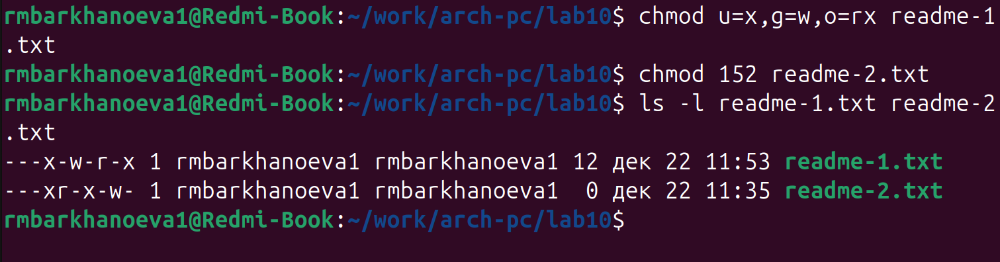 rmbarkhanoeva1@Redmi-Book:~/work/arch-pc/lab10$ chmod u=x,g=w,o=rx readme-1
.txt
rmbarkhanoeva1@Redmi-Book:~/work/arch-pc/lab10$ chmod 152 readme-2.txt
rmbarkhanoeva1@Redmi-Book:~/work/arch-pc/lab10$ ls -l readme-1.txt readme-2
.txt
---x-w-r-x 1 rmbarkhanoeva1 rmbarkhanoeva1 12 дек 22 11:53 readme-1.txt
---xr-x-w- 1 rmbarkhanoeva1 rmbarkhanoeva1  0 дек 22 11:35 readme-2.txt
rmbarkhanoeva1@Redmi-Book:~/work/arch-pc/lab10$